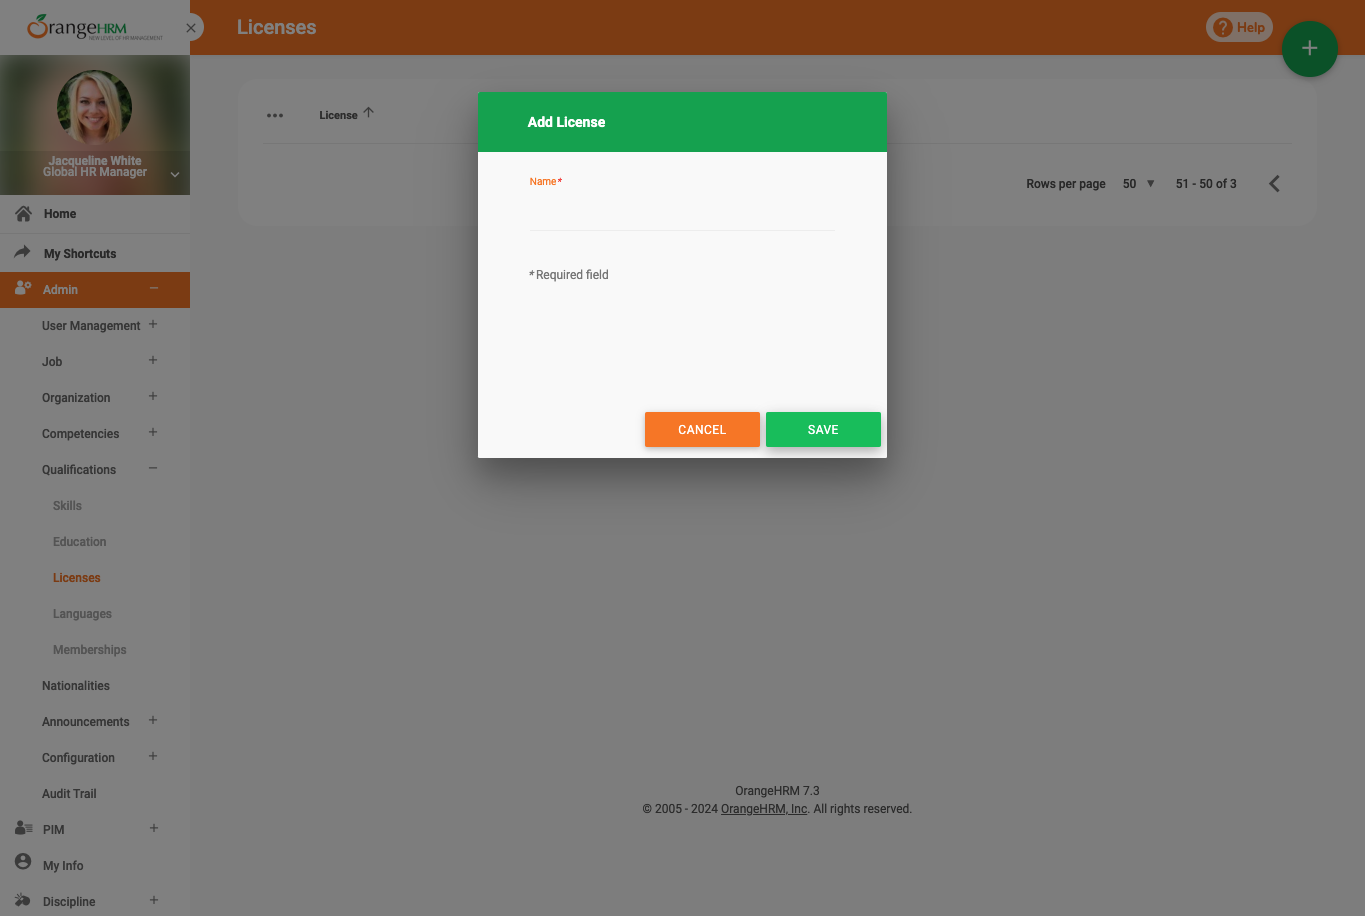 OrangeHRM
NEW LEVEL OF HR MANAGEMENT
Licenses
Help
Jacqueline White
Global HR Manager
Home
My Shortcuts
Admin
User Management
Job
Organization
Competencies
Qualifications
Skills
Education
Licenses
Languages
Memberships
Nationalities
Announcements
Configuration
Audit Trail
PIM
My Info
Discipline
License
Rows per page 50 51 - 50 of 3
Add License
Name*
* Required field
CANCEL SAVE
OrangeHRM 7.3
© 2005 - 2024 OrangeHRM, Inc. All rights reserved.